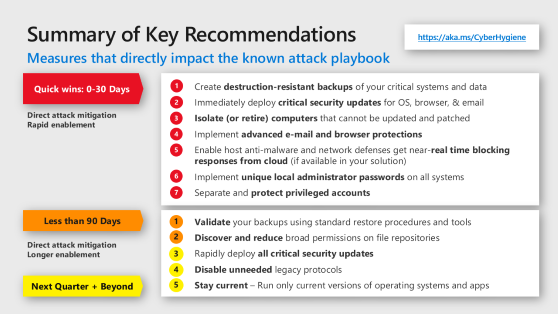 Summary of Key Recommendations
https://aka.ms/CyberHygiene
Measures that directly impact the known attack playbook
Quick wins: 0-30 Days
Direct attack mitigation
Rapid enablement
1 Create destruction-resistant backups of your critical systems and data
2 Immediately deploy critical security updates for OS, browser, & email
3 Isolate (or retire) computers that cannot be updated and patched
4 Implement advanced e-mail and browser protections
5 Enable host anti-malware and network defenses get near-real time blocking
responses from cloud (if available in your solution)
6 Implement unique local administrator passwords on all systems
7 Separate and protect privileged accounts
Less than 90 Days
Direct attack mitigation
Longer enablement
1 Validate your backups using standard restore procedures and tools
2 Discover and reduce broad permissions on file repositories
3 Rapidly deploy all critical security updates
4 Disable unneeded legacy protocols
Next Quarter + Beyond
5 Stay current – Run only current versions of operating systems and apps